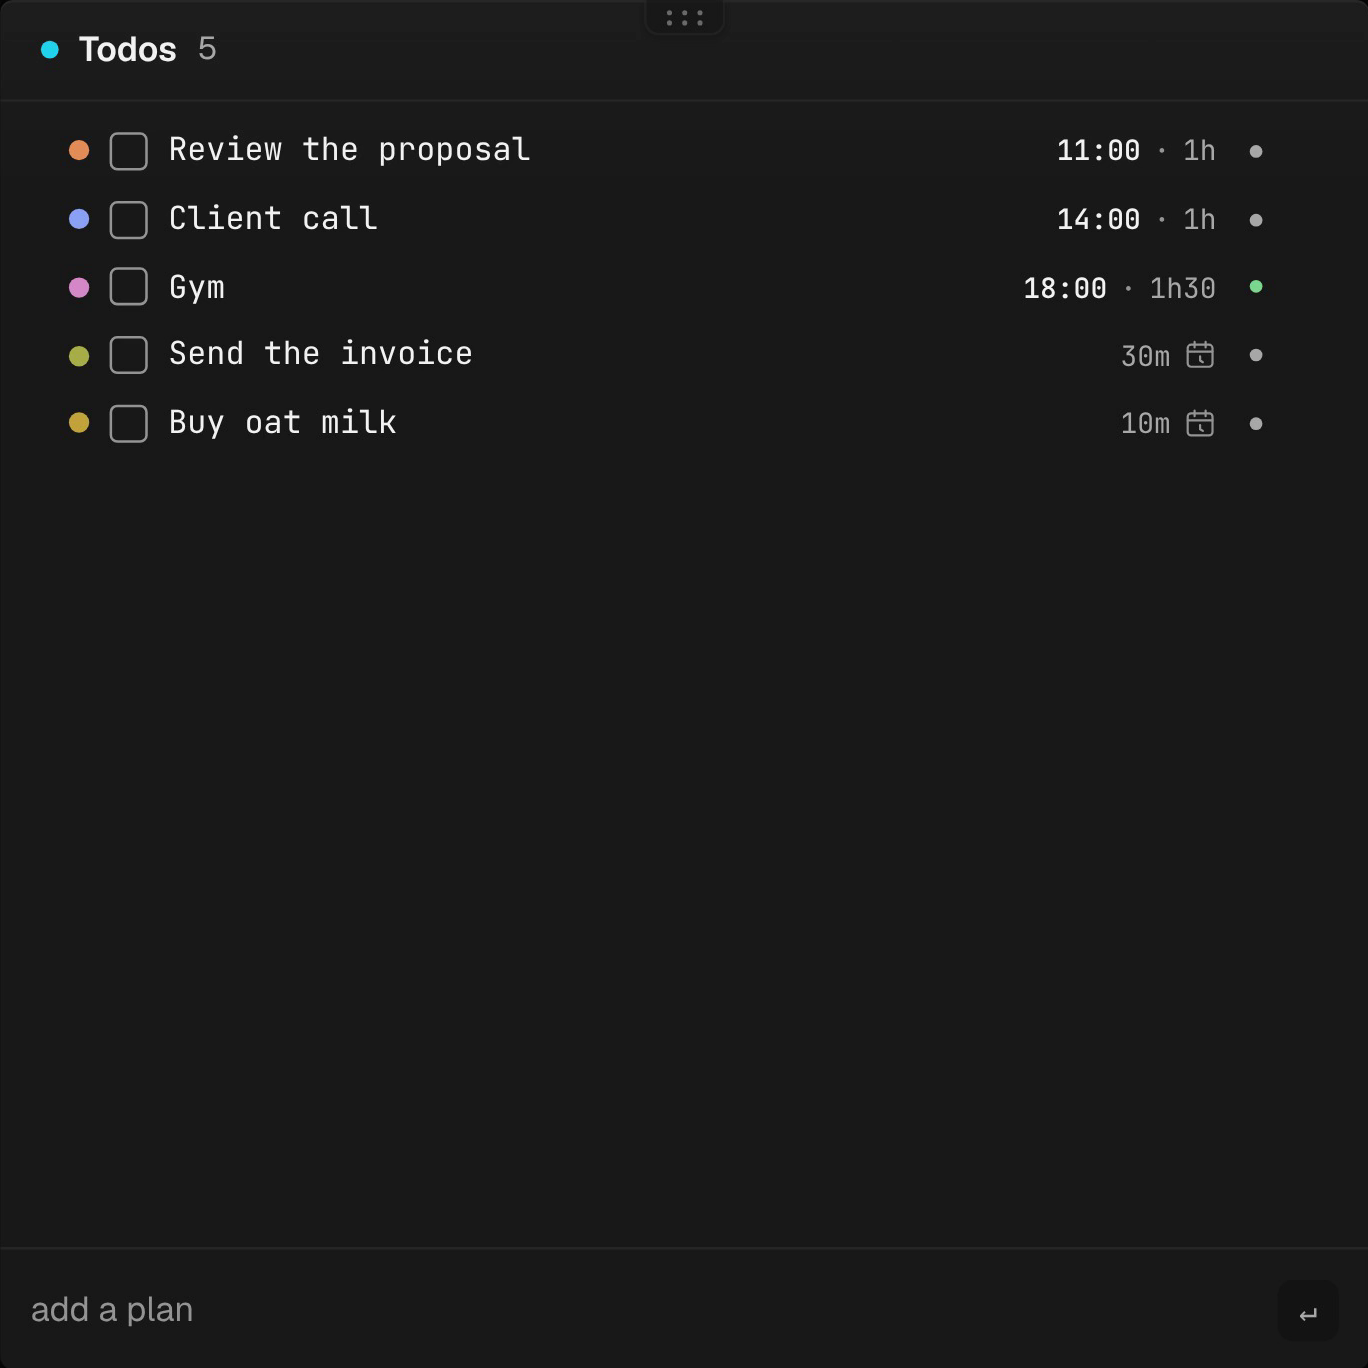 Todos 5
Review the proposal 11:00 · 1h
Client call 14:00 · 1h
Gym 18:00 · 1h30
Send the invoice 30m
Buy oat milk 10m
add a plan